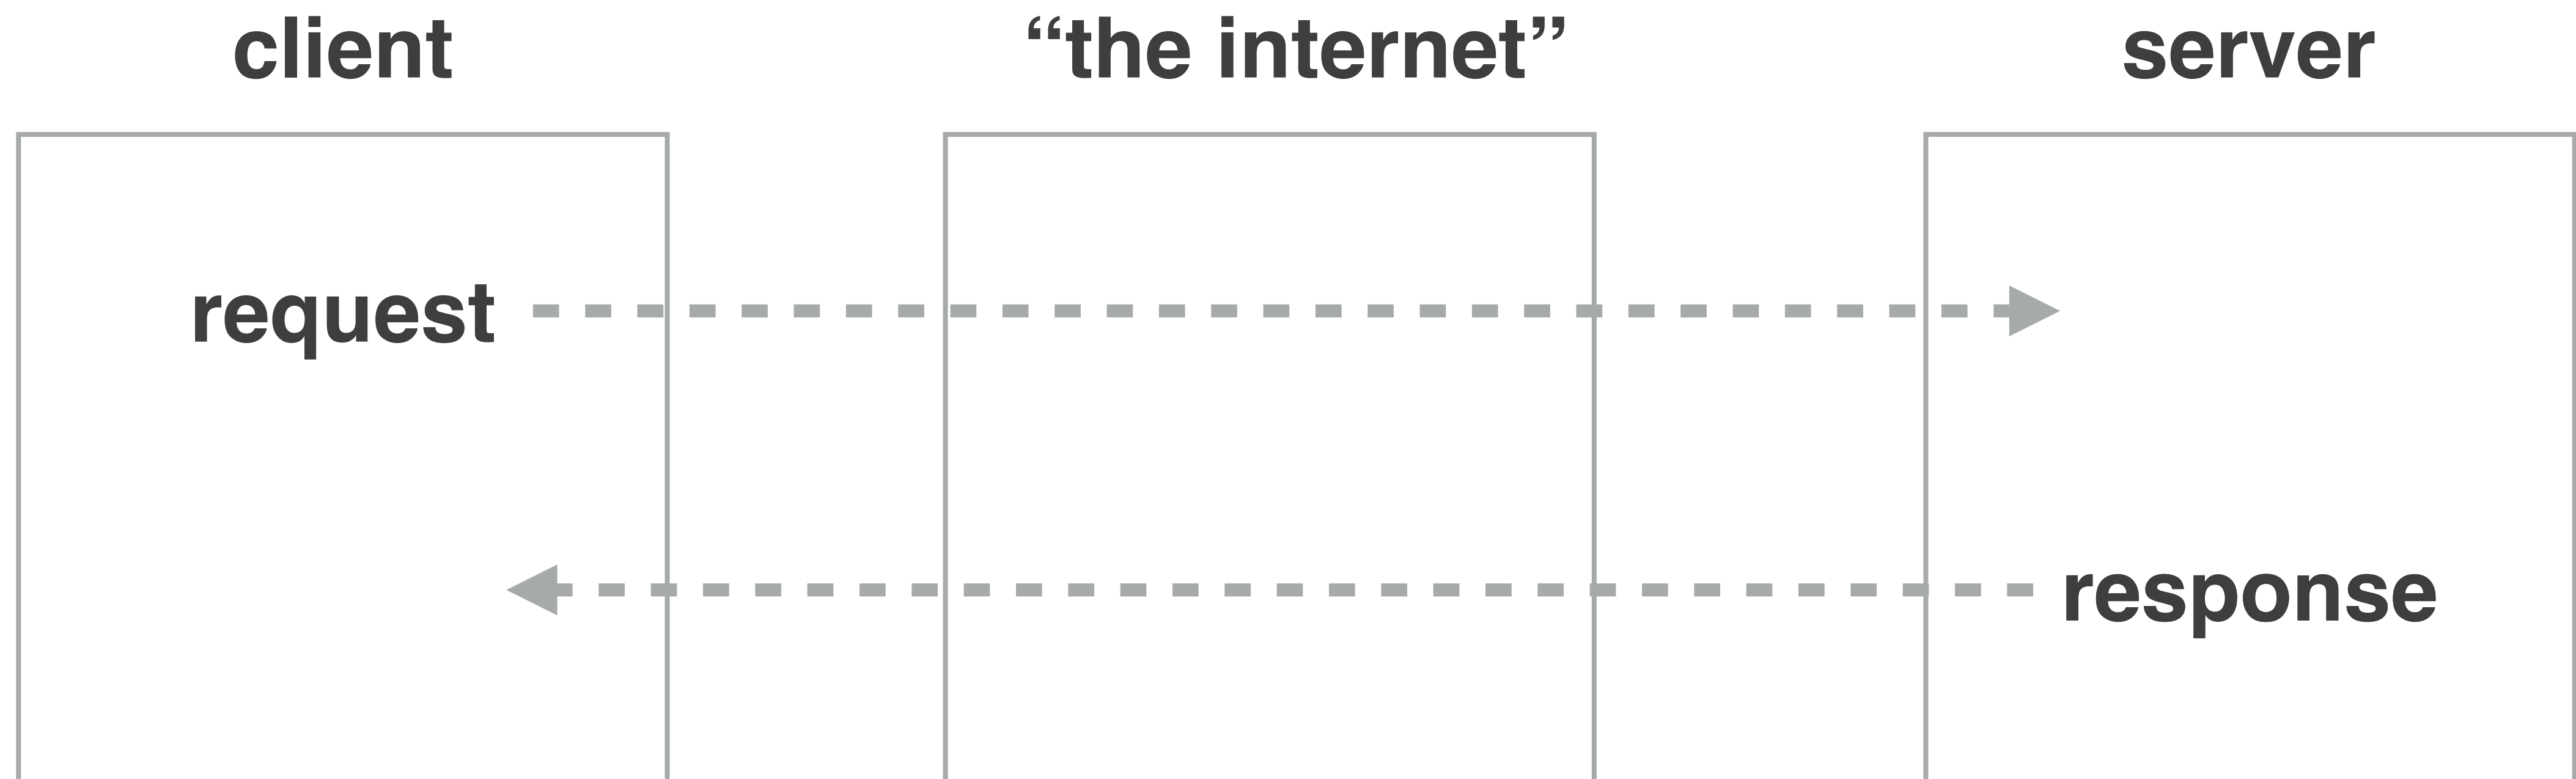 client
“the internet”
server
request
response